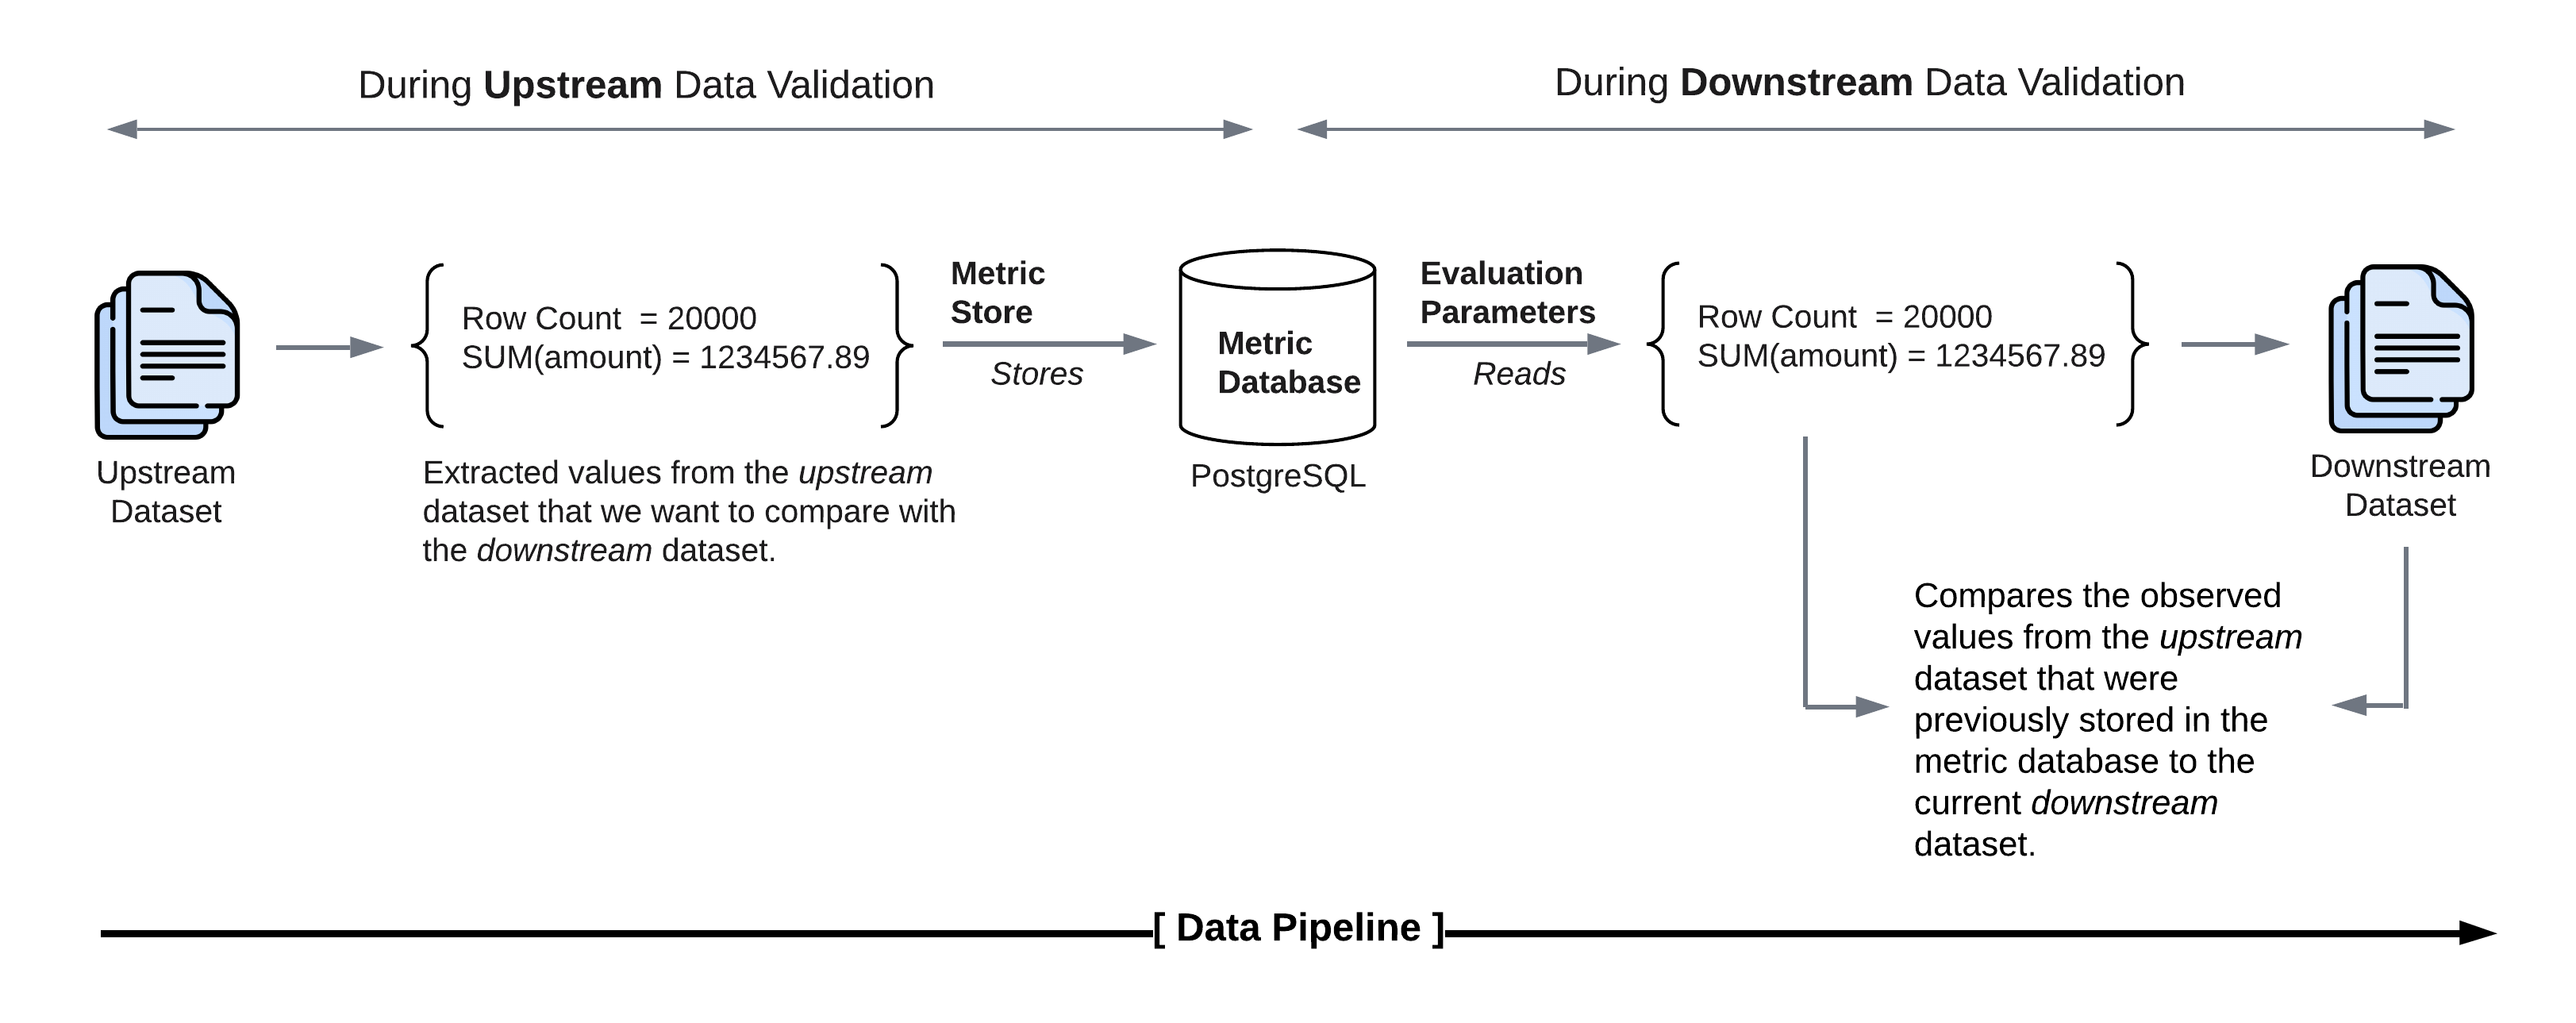 During Upstream Data Validation
During Downstream Data Validation
Upstream
Dataset
Row Count  = 20000
SUM(amount) = 1234567.89
Extracted values from the upstream
dataset that we want to compare with
the downstream dataset.
Metric
Store
Stores
Metric
Database
PostgreSQL
Evaluation
Parameters
Reads
Row Count  = 20000
SUM(amount) = 1234567.89
Downstream
Dataset
Compares the observed
values from the upstream
dataset that were
previously stored in the
metric database to the
current downstream
dataset.
[ Data Pipeline ]